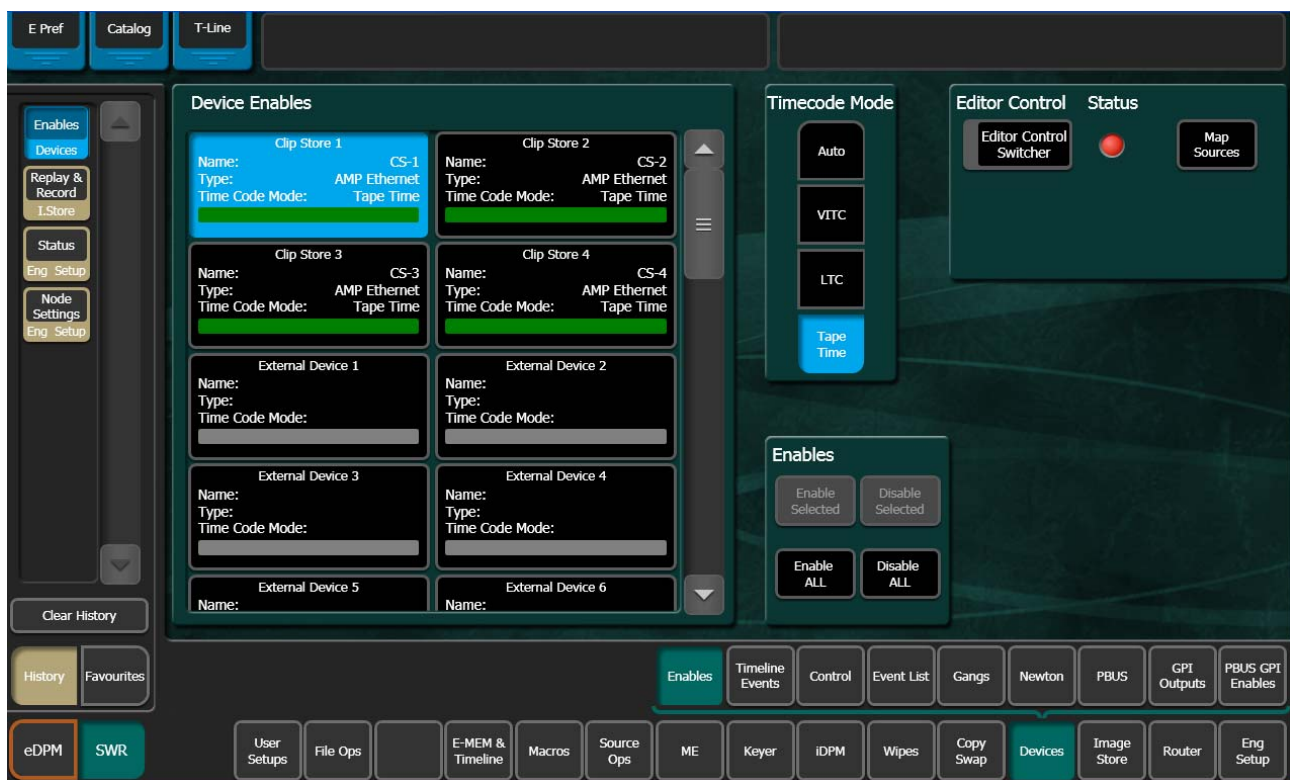 E Pref
Catalog
T-Line
Enables
Devices
Replay &
Record
I.Store
Status
Eng Setup
Node
Settings
Eng Setup
Clear History
History
Favourites
Device Enables
Clip Store 1
Name: CS-1
Type: AMP Ethernet
Time Code Mode: Tape Time
Clip Store 2
Name: CS-2
Type: AMP Ethernet
Time Code Mode: Tape Time
Clip Store 3
Name: CS-3
Type: AMP Ethernet
Time Code Mode: Tape Time
Clip Store 4
Name: CS-4
Type: AMP Ethernet
Time Code Mode: Tape Time
External Device 1
Name:
Type:
Time Code Mode:
External Device 2
Name:
Type:
Time Code Mode:
External Device 3
Name:
Type:
Time Code Mode:
External Device 4
Name:
Type:
Time Code Mode:
External Device 5
Name:
External Device 6
Name:
Timecode Mode
Auto
VITC
LTC
Tape
Time
Editor Control
Status
Editor Control
Switcher
Map
Sources
Enables
Enable
Selected
Disable
Selected
Enable
ALL
Disable
ALL
Enables
Timeline
Events
Control
Event List
Gangs
Newton
PBUS
GPI
Outputs
PBUS GPI
Enables
eDPM
SWR
User
Setups
File Ops
E-MEM &
Timeline
Macros
Source
Ops
ME
Keyer
iDPM
Wipes
Copy
Swap
Devices
Image
Store
Router
Eng
Setup